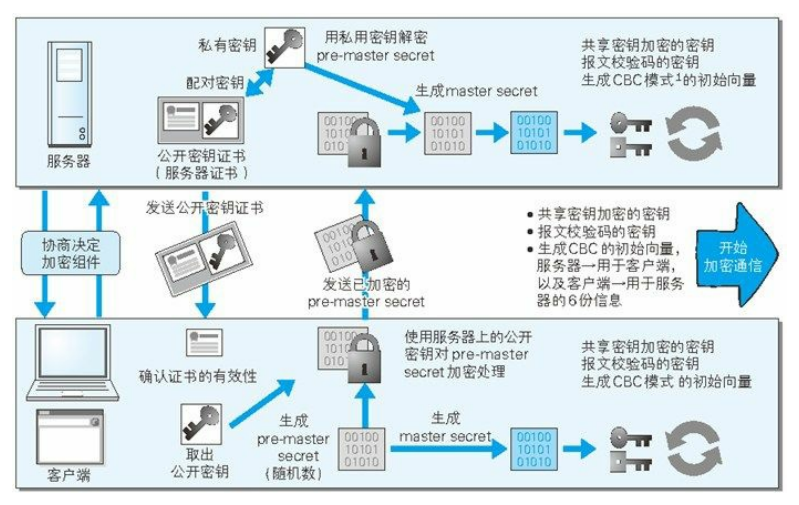 私有密钥
用私用密钥解密
pre-master secret
共享密钥加密的密钥
报文校验码的密钥
生成CBC模式¹的初始向量
配对密钥
生成master secret
00100
10101
01010
00100
10101
01010
00100
10101
01010
服务器
公开密钥证书
(服务器证书)
发送公开密钥证书
协商决定
加密组件
0010
1010
010
发送已加密的
pre-master secret
• 共享密钥加密的密钥
• 报文校验码的密钥
• 生成CBC 的初始向量,
服务器→用于客户端,
以及客户端→用于服务
器的6份信息
开始
加密通信
00100
10101
01010
使用服务器上的公开
密钥对pre-master
secret加密处理
共享密钥加密的密钥
报文校验码的密钥
生成CBC模式 的初始向量
确认证书的有效性
取出
公开密钥
生成
pre-master
secret
(随机数)
00100
10101
01010
生成
master secret
00100
10101
01010
客户端